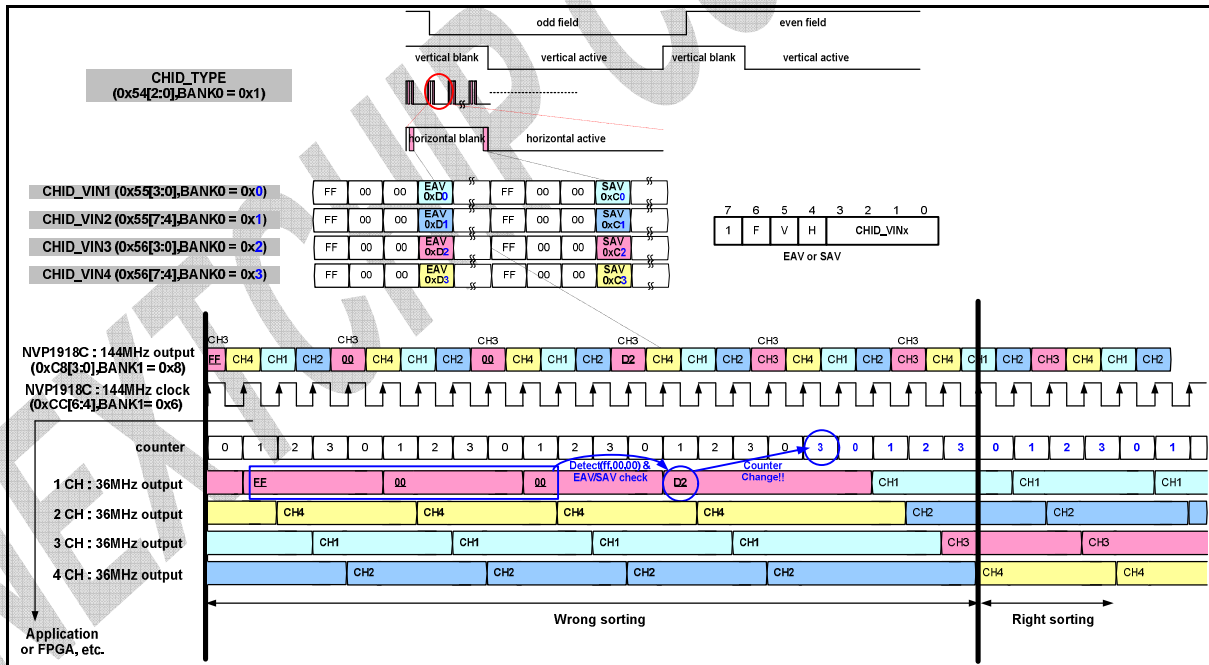 odd field even field
vertical blank vertical active vertical blank vertical active
CHID_TYPE
(0x54[2:0],BANK0 = 0x1)
horizontal blank horizontal active
CHID_VIN1 (0x55[3:0],BANK0 = 0x0) FF 00 00 EAV 0xD0 FF 00 00 SAV 0xC0
CHID_VIN2 (0x55[7:4],BANK0 = 0x1) FF 00 00 EAV 0xD1 FF 00 00 SAV 0xC1
CHID_VIN3 (0x56[3:0],BANK0 = 0x2) FF 00 00 EAV 0xD2 FF 00 00 SAV 0xC2
CHID_VIN4 (0x56[7:4],BANK0 = 0x3) FF 00 00 EAV 0xD3 FF 00 00 SAV 0xC3
7 6 5 4 3 2 1 0
1 F V H CHID_VINx
EAV or SAV
CH3 CH3 CH3 CH3 CH3 CH3
NVP1918C : 144MHz output
(0xC8[3:0],BANK1 = 0x8)
FF CH4 CH1 CH2 00 CH4 CH1 CH2 00 CH4 CH1 CH2 D2 CH4 CH1 CH2 CH3 CH4 CH1 CH2 CH3 CH4 CH1 CH2 CH3 CH4 CH1 CH2
NVP1918C : 144MHz clock
(0xCC[6:4],BANK1= 0x6)
counter 0 1 2 3 0 1 2 3 0 1 2 3 0 1 2 3 0 3 0 1 2 3 0 1 2 3 0 1
Detect(ff,00,00) &
EAV/SAV check
Counter
Change!!
1 CH : 36MHz output FF 00 00 D2 CH1 CH1 CH1
2 CH : 36MHz output CH4 CH4 CH4 CH4 CH2 CH2
3 CH : 36MHz output CH1 CH1 CH1 CH1 CH3 CH3
4 CH : 36MHz output CH2 CH2 CH2 CH2 CH4 CH4
Wrong sorting Right sorting
Application
or FPGA, etc.
NEXTCHIP CO